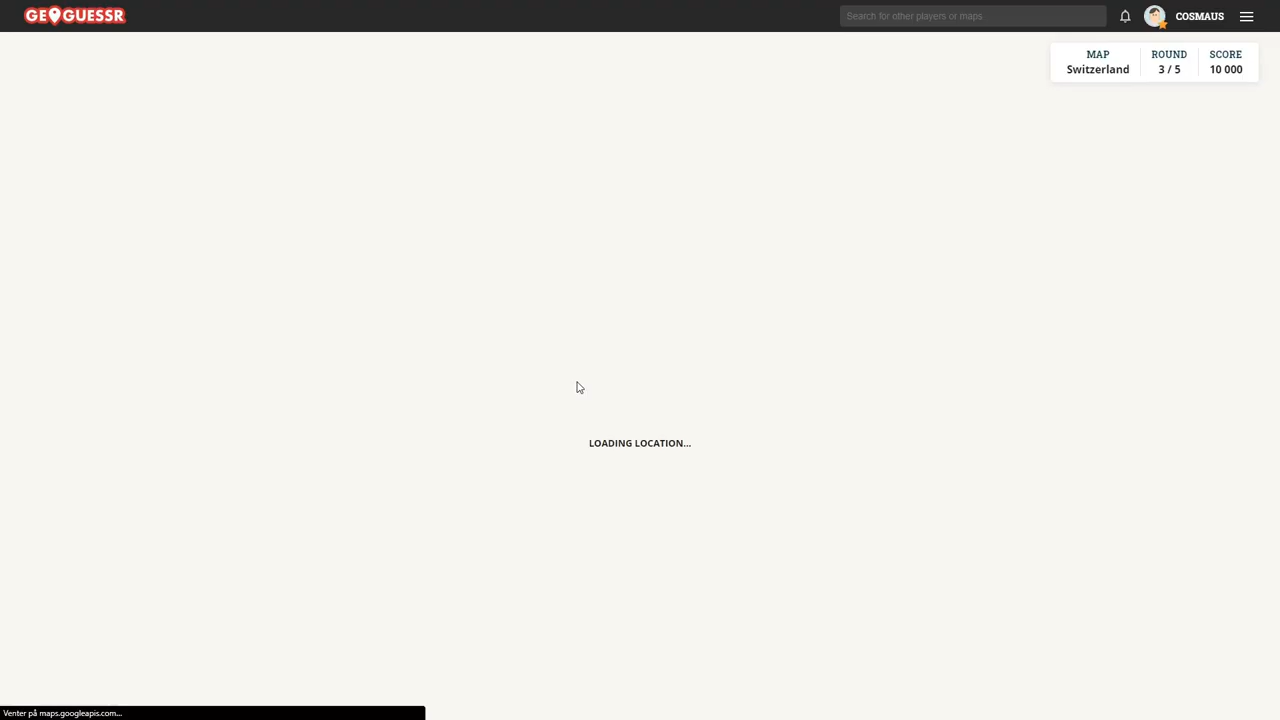 GEOGUESSR
Search for other players or maps
COSMAUS
MAP ROUND SCORE
Switzerland 3 / 5 10 000
LOADING LOCATION...
Venter på maps.googleapis.com...